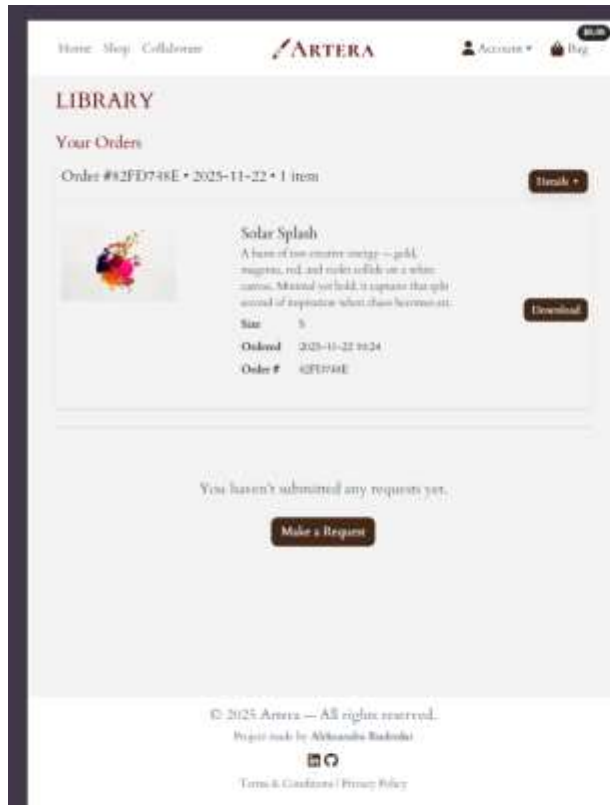 $0.00
Home Shop Collaborate
ARTERA
Account
Bag
LIBRARY
Your Orders
Order #82FD748E • 2025-11-22 • 1 item
Details
Solar Splash
A burst of raw creative energy — gold,
magenta, red, and violet collide on a white
canvas. Minimal yet bold, it captures that split
second of inspiration when chaos becomes art.
Size S
Ordered 2025-11-22
Order # 82FD748E
Download
You haven't submitted any requests yet.
Make a Request
© 2025 Artera — All rights reserved.
Project made by
Terms & Conditions | Privacy Policy